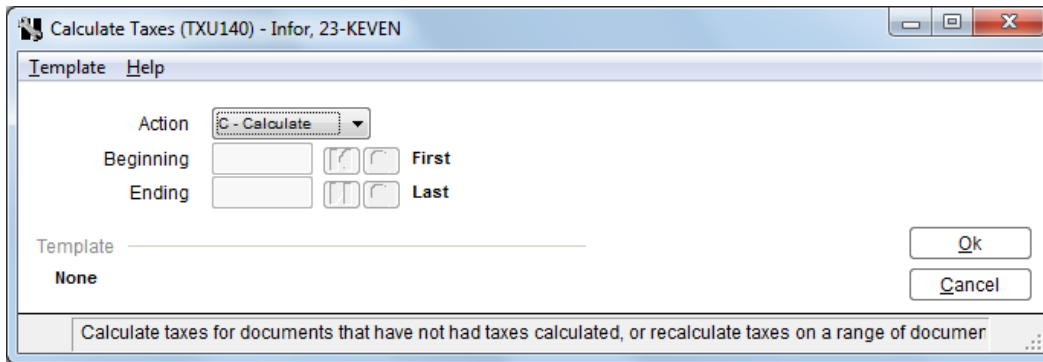 Calculate Taxes (TXU140) - Infor, 23-KEVEN
Template Help
Action C - Calculate
Beginning First
Ending Last
Template
None
Ok
Cancel
Calculate taxes for documents that have not had taxes calculated, or recalculate taxes on a range of documen